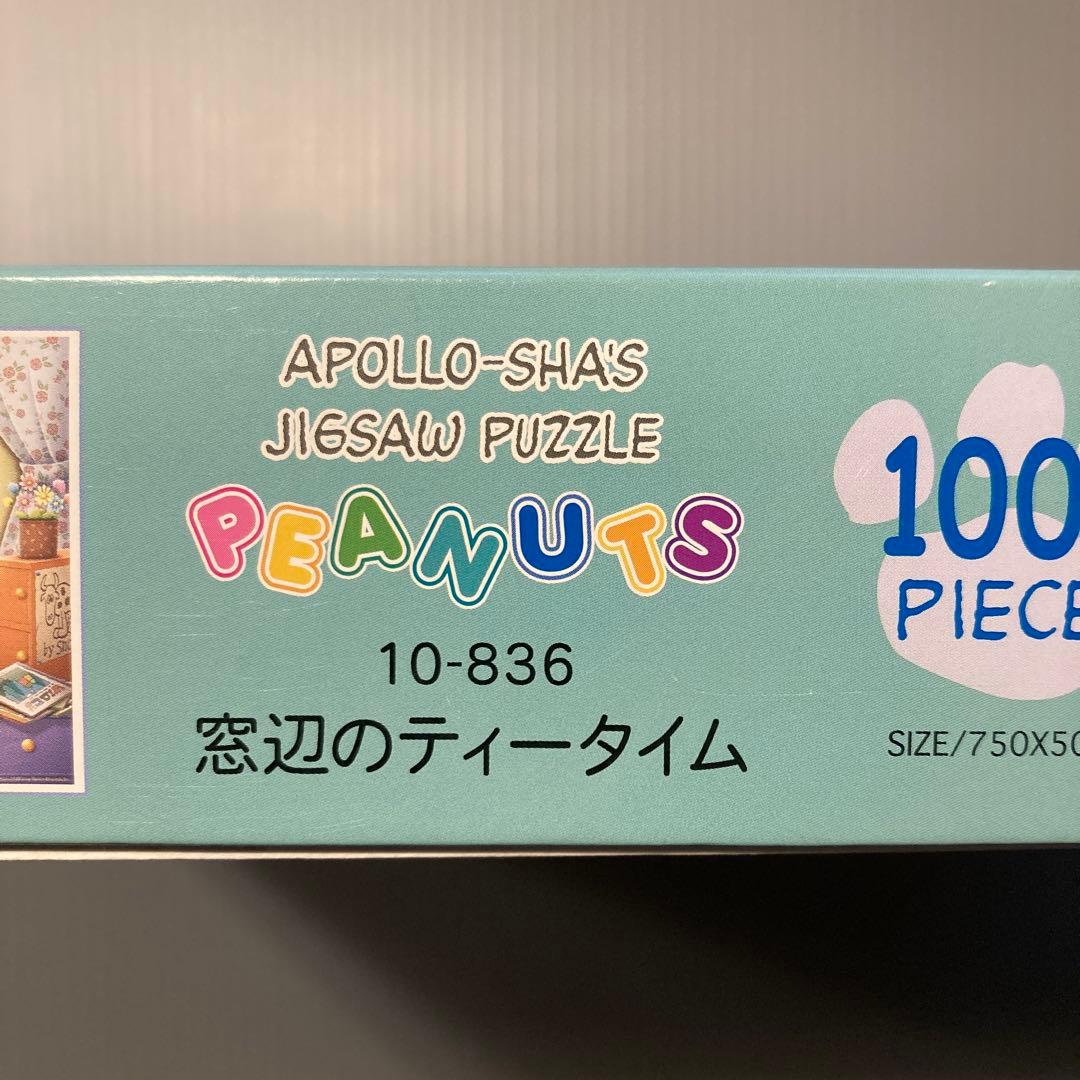 APOLLO-SHA'S
JIGSAW PUZZLE
PEANUTS
10-836
窓辺のティータイム
100
PIECE
SIZE/750X50
by